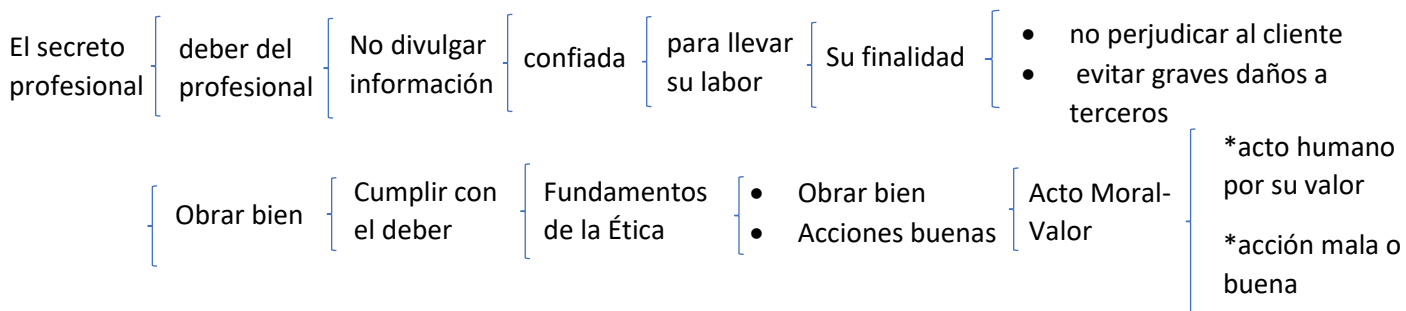 El secreto
profesional
deber del
profesional
No divulgar
información
confiada
para llevar
su labor
Su finalidad
• no perjudicar al cliente
• evitar graves daños a
terceros
Obrar bien
Cumplir con
el deber
Fundamentos
de la Ética
• Obrar bien
• Acciones buenas
Acto Moral-
Valor
*acto humano
por su valor
*acción mala o
buena